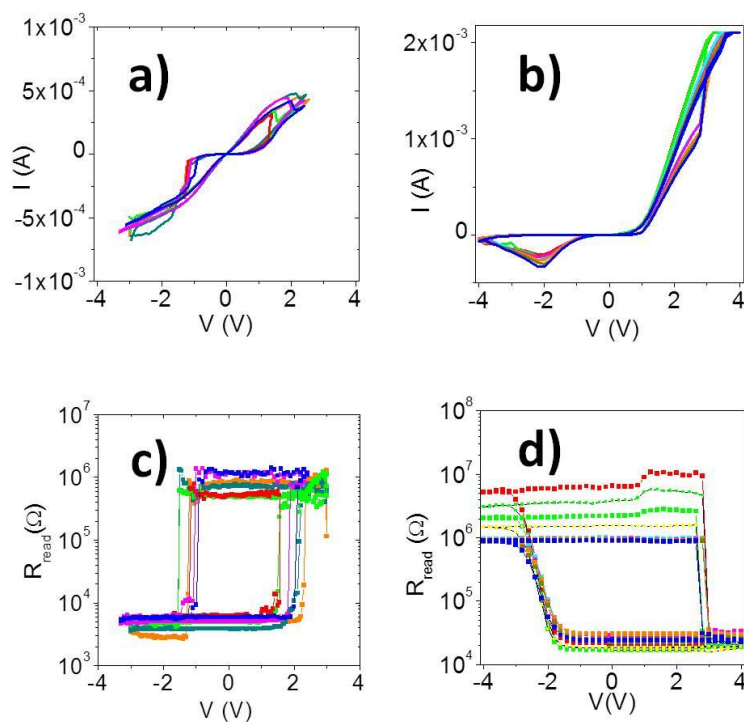 a)
1x10⁻³
5x10⁻⁴
0
-5x10⁻⁴
-1x10⁻³
I (A)
-4 -2 0 2 4
V (V)
b)
2x10⁻³
1x10⁻³
0
I (A)
-4 -2 0 2 4
V (V)
c)
10⁷
10⁶
10⁵
10⁴
10³
R_read (Ω)
-4 -2 0 2 4
V (V)
d)
10⁸
10⁷
10⁶
10⁵
10⁴
R_read (Ω)
-4 -2 0 2 4
V(V)